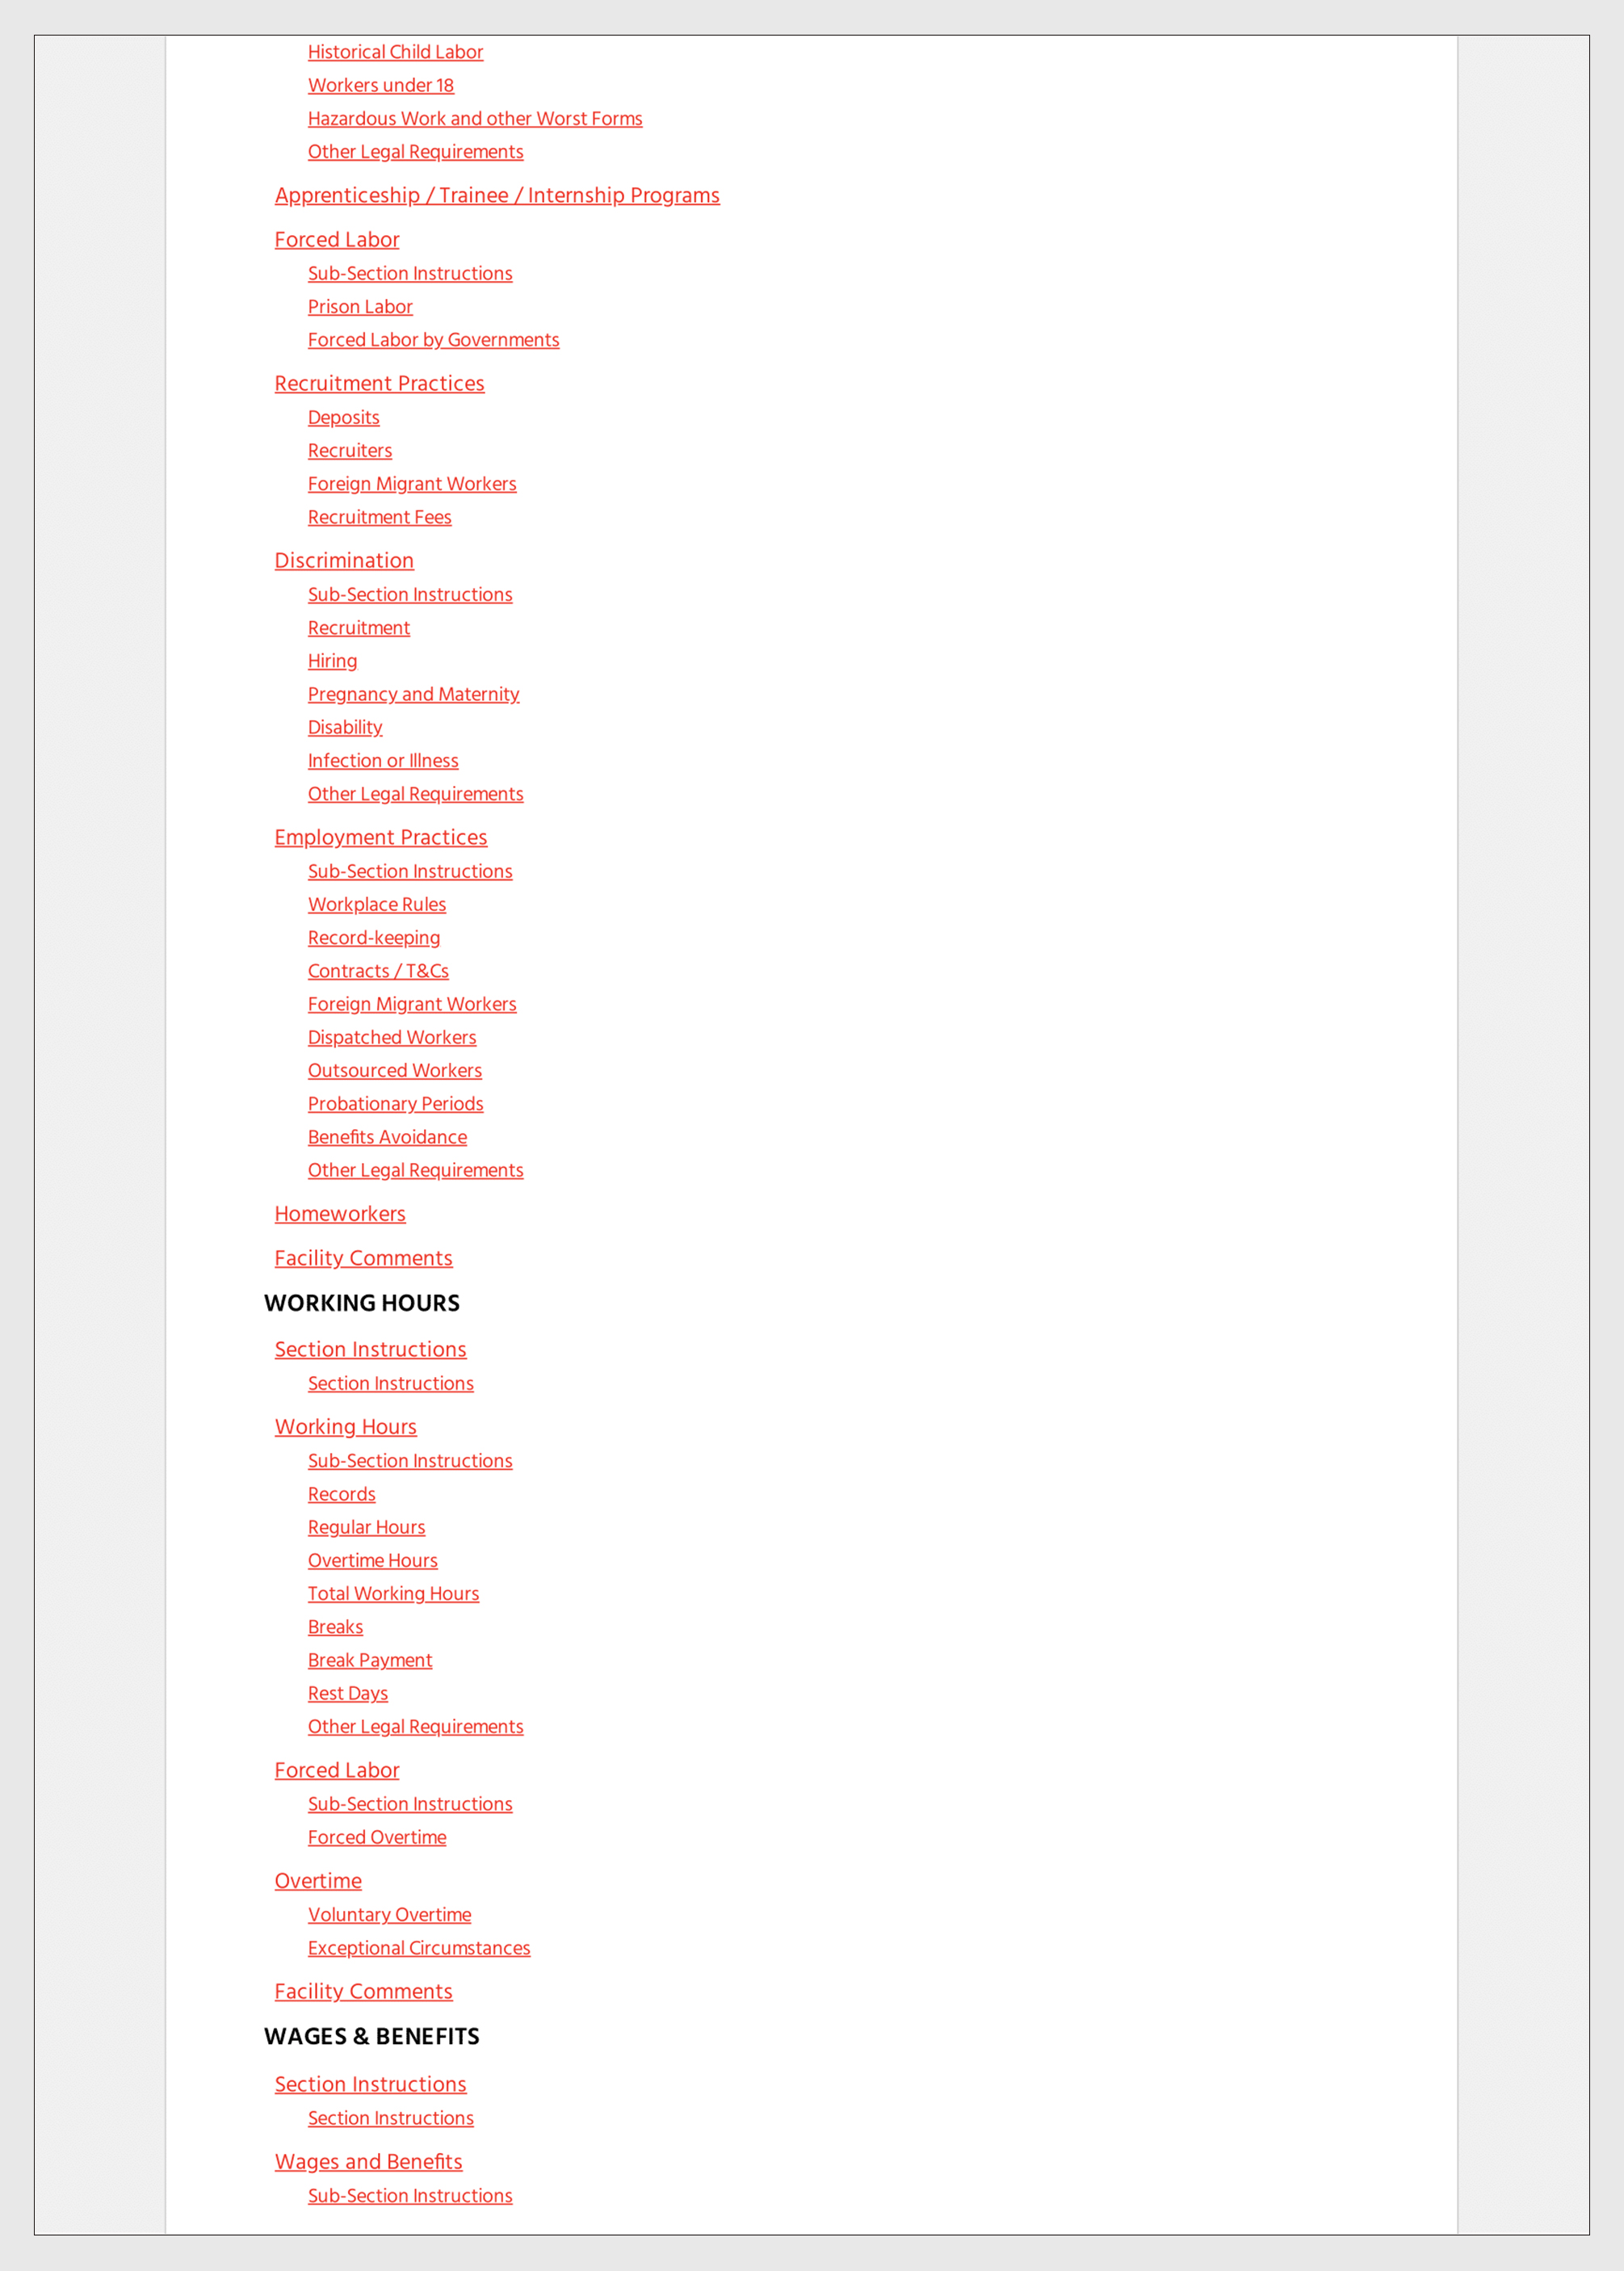 Historical Child Labor
Workers under 18
Hazardous Work and other Worst Forms
Other Legal Requirements
Apprenticeship / Trainee / Internship Programs
Forced Labor
Sub-Section Instructions
Prison Labor
Forced Labor by Governments
Recruitment Practices
Deposits
Recruiters
Foreign Migrant Workers
Recruitment Fees
Discrimination
Sub-Section Instructions
Recruitment
Hiring
Pregnancy and Maternity
Disability
Infection or Illness
Other Legal Requirements
Employment Practices
Sub-Section Instructions
Workplace Rules
Record-keeping
Contracts / T&Cs
Foreign Migrant Workers
Dispatched Workers
Outsourced Workers
Probationary Periods
Benefits Avoidance
Other Legal Requirements
Homeworkers
Facility Comments
WORKING HOURS
Section Instructions
Section Instructions
Working Hours
Sub-Section Instructions
Records
Regular Hours
Overtime Hours
Total Working Hours
Breaks
Break Payment
Rest Days
Other Legal Requirements
Forced Labor
Sub-Section Instructions
Forced Overtime
Overtime
Voluntary Overtime
Exceptional Circumstances
Facility Comments
WAGES & BENEFITS
Section Instructions
Section Instructions
Wages and Benefits
Sub-Section Instructions